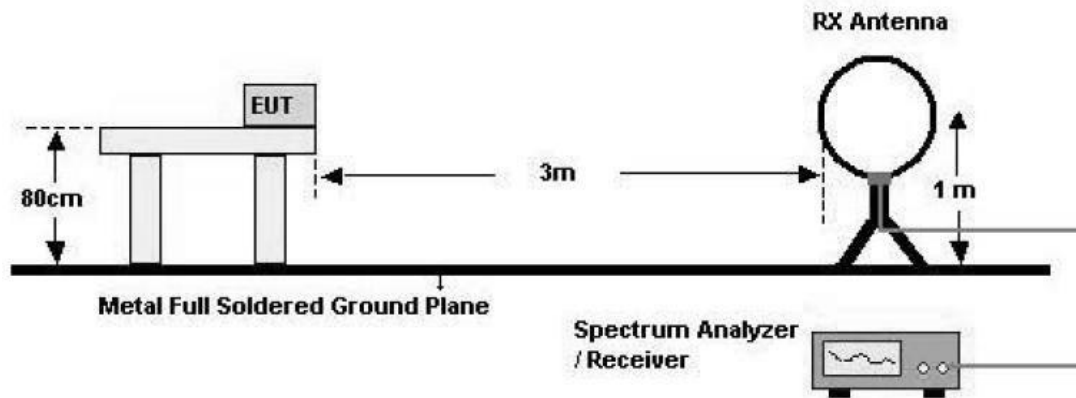 RX Antenna
EUT
80cm
3m
1 m
Metal Full Soldered Ground Plane
Spectrum Analyzer
/ Receiver